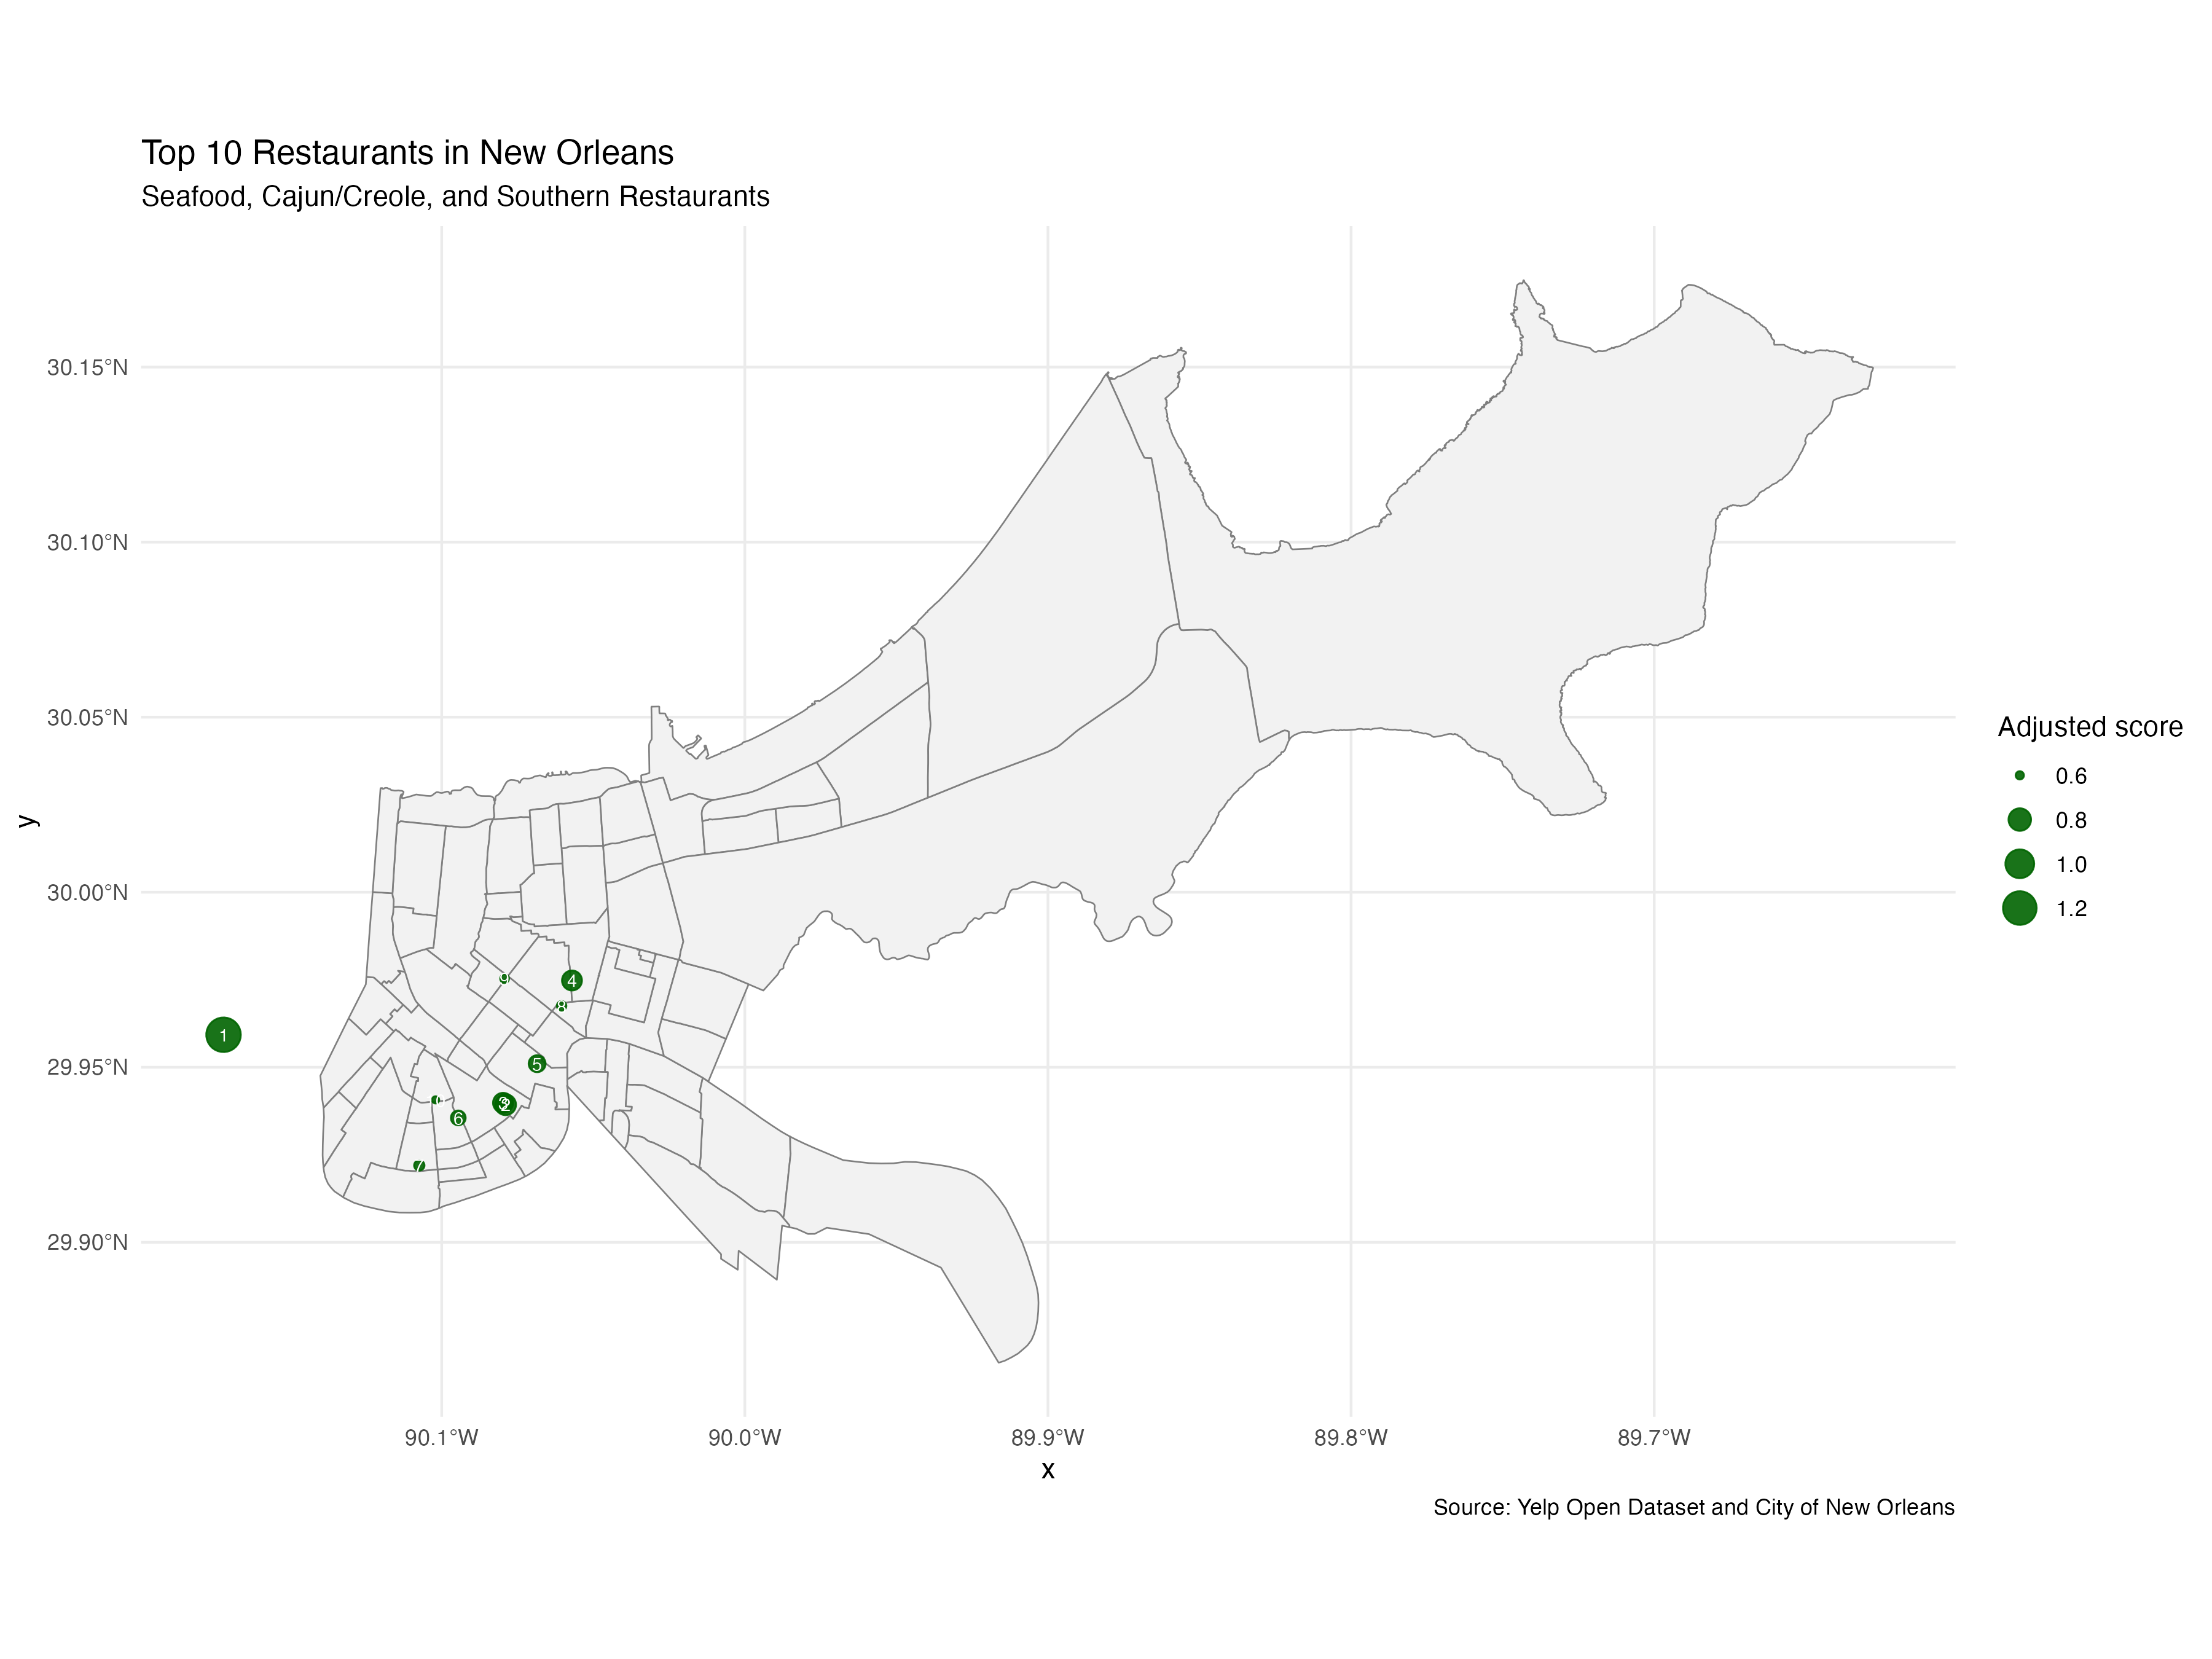 Top 10 Restaurants in New Orleans
Seafood, Cajun/Creole, and Southern Restaurants
30.15°N
30.10°N
30.05°N
30.00°N
29.95°N
29.90°N
y
1
9
4
8
5
3
2
6
7
90.1°W
90.0°W
89.9°W
89.8°W
89.7°W
x
Adjusted score
0.6
0.8
1.0
1.2
Source: Yelp Open Dataset and City of New Orleans